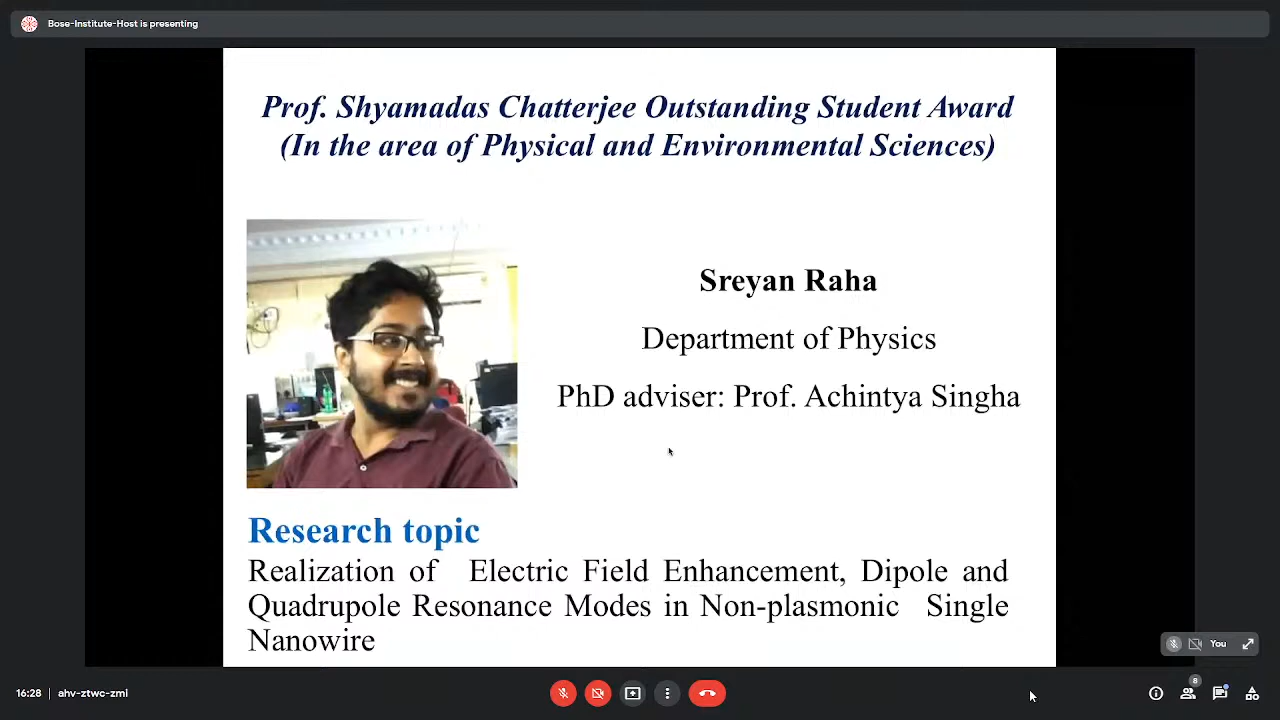 Bose-Institute-Host is presenting
Prof. Shyamadas Chatterjee Outstanding Student Award
(In the area of Physical and Environmental Sciences)
Sreyan Raha
Department of Physics
PhD adviser: Prof. Achintya Singha
Research topic
Realization of Electric Field Enhancement, Dipole and
Quadrupole Resonance Modes in Non-plasmonic Single
Nanowire
You
16:28 | ahv-ztwc-zmi
8